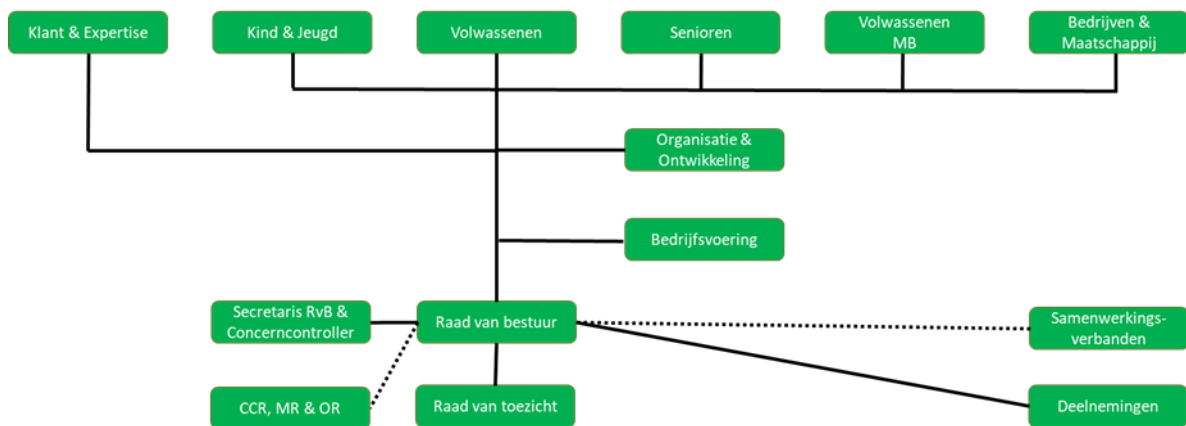 Klant & Expertise
Kind & Jeugd
Volwassenen
Senioren
Volwassenen
MB
Bedrijven &
Maatschappij
Organisatie &
Ontwikkeling
Bedrijfsvoering
Secretaris RvB &
Concerncontroller
Raad van bestuur
Samenwerkings-
verbanden
CCR, MR & OR
Raad van toezicht
Deelnemingen